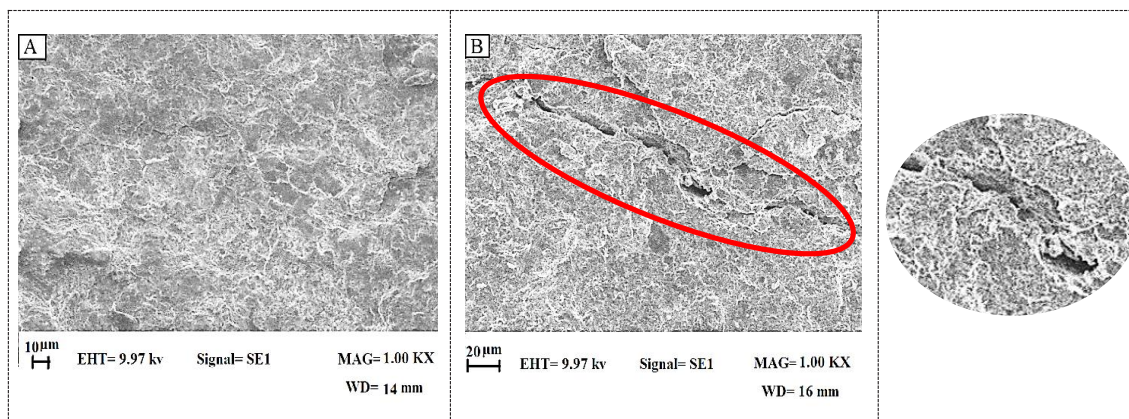 A
10μm EHT= 9.97 kv Signal= SE1 MAG= 1.00 KX
WD= 14 mm
B
20μm EHT= 9.97 kv Signal= SE1 MAG= 1.00 KX
WD= 16 mm